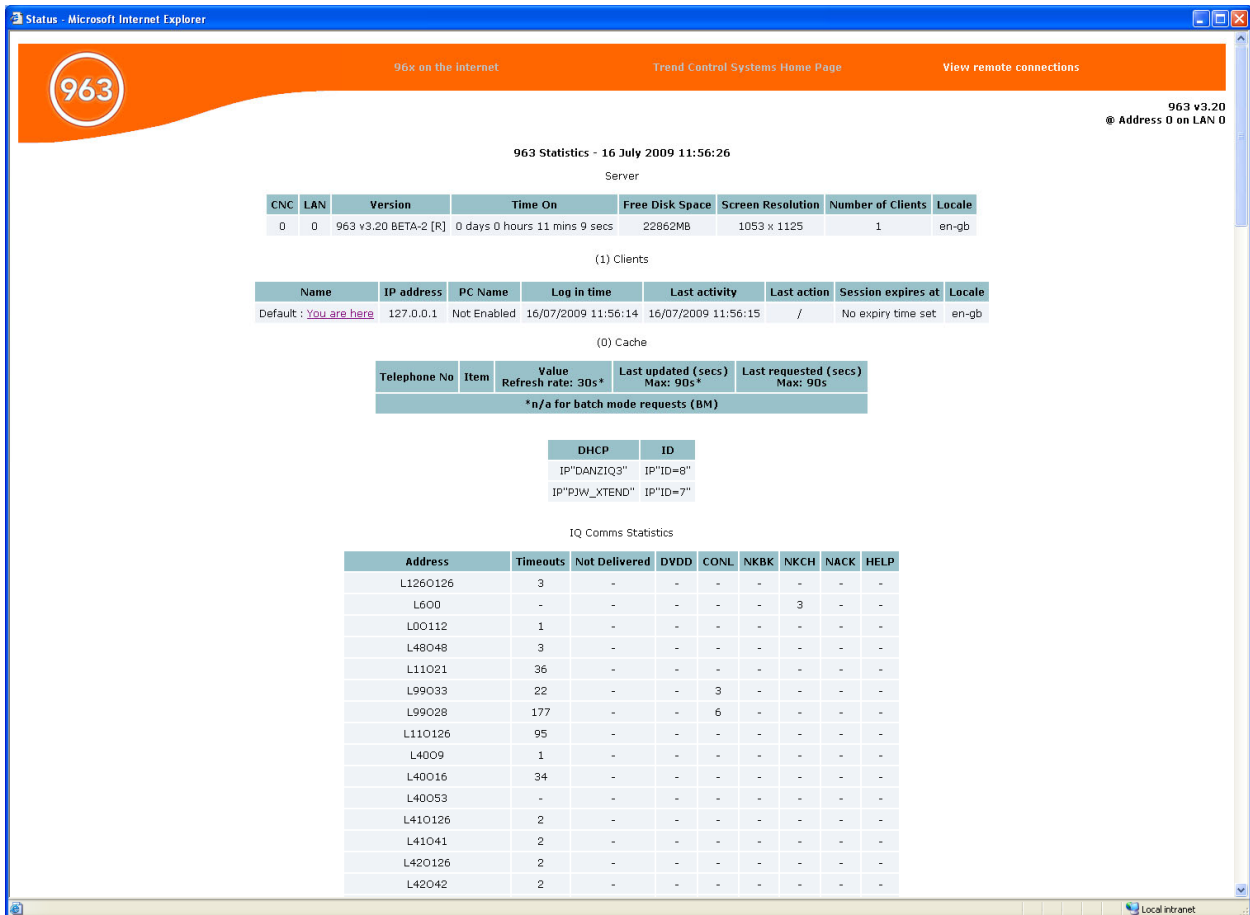 Status - Microsoft Internet Explorer
963
96x on the internet Trend Control Systems Home Page View remote connections
963 v3.20
@ Address 0 on LAN 0
963 Statistics - 16 July 2009 11:56:26
Server
CNC LAN Version Time On Free Disk Space Screen Resolution Number of Clients Locale
0 0 963 v3.20 BETA-2 [R] 0 days 0 hours 11 mins 9 secs 22862MB 1053 x 1125 1 en-gb
(1) Clients
Name IP address PC Name Log in time Last activity Last action Session expires at Locale
Default : You are here 127.0.0.1 Not Enabled 16/07/2009 11:56:14 16/07/2009 11:56:15 / No expiry time set en-gb
(0) Cache
Telephone No Item Value Last updated (secs) Last requested (secs)
Refresh rate: 30s* Max: 90s* Max: 90s
*n/a for batch mode requests (BM)
DHCP ID
IP"DANZIQ3" IP"ID=8"
IP"PJW_XTEND" IP"ID=7"
IQ Comms Statistics
Address Timeouts Not Delivered DVDD CONL NKBK NKCH NACK HELP
L126O126 3 - - - - - - -
L6O0 - - - - - 3 - -
L0O112 1 - - - - - - -
L48O48 3 - - - - - - -
L11O21 36 - - - - - - -
L99O33 22 - - 3 - - - -
L99O28 177 - - 6 - - - -
L11O126 95 - - - - - - -
L40O9 1 - - - - - - -
L40O16 34 - - - - - - -
L40O53 - - - - - - - -
L41O126 2 - - - - - - -
L41O41 2 - - - - - - -
L42O126 2 - - - - - - -
L42O42 2 - - - - - - -
Local intranet